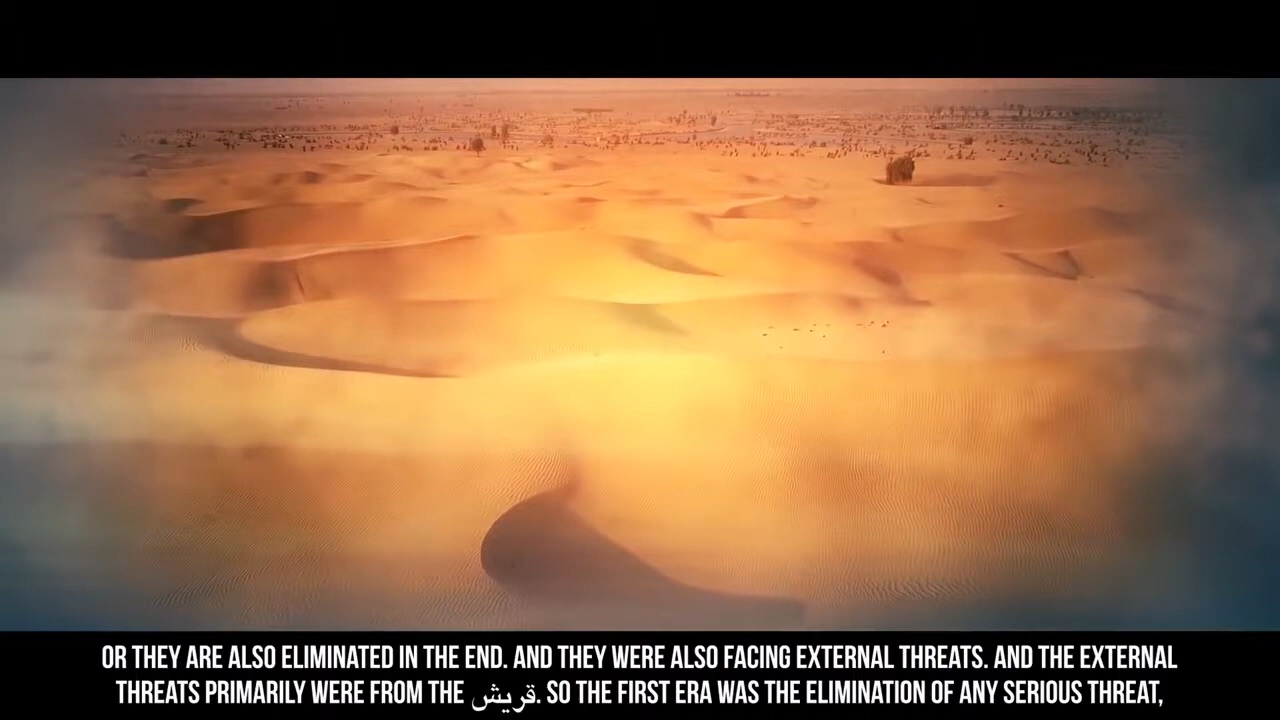 OR THEY ARE ALSO ELIMINATED IN THE END. AND THEY WERE ALSO FACING EXTERNAL THREATS. AND THE EXTERNAL
THREATS PRIMARILY WERE FROM THE قريش. SO THE FIRST ERA WAS THE ELIMINATION OF ANY SERIOUS THREAT,